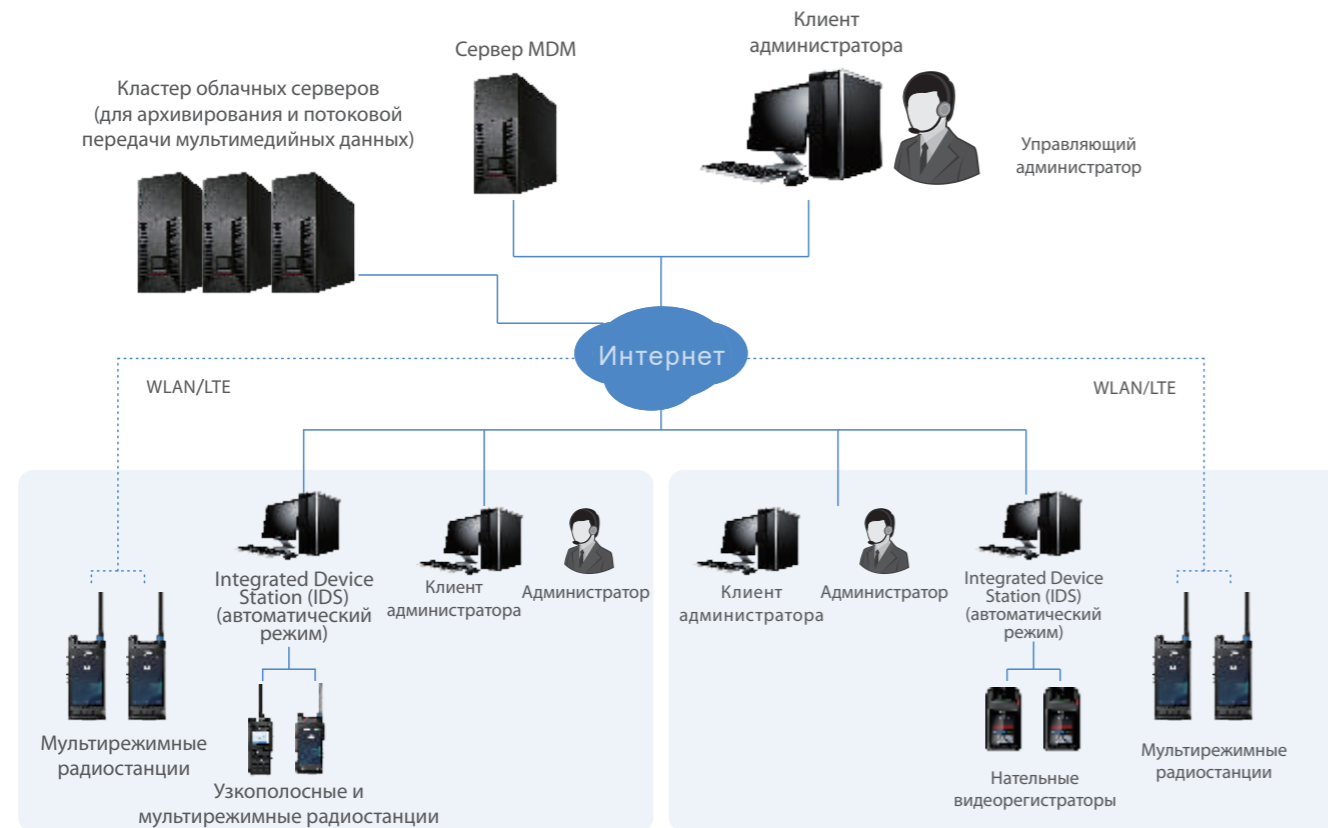 Клиент
администратора
Сервер MDM
Кластер облачных серверов
(для архивирования и потоковой
передачи мультимедийных данных)
Управляющий
администратор
Интернет
WLAN/LTE
WLAN/LTE
Integrated Device
Station (IDS)
(автоматический
режим)
Клиент
администратора
Администратор
Клиент
администратора
Администратор
Integrated Device
Station (IDS)
(автоматический
режим)
Мультирежимные
радиостанции
Узкополосные и
мультирежимные радиостанции
Нательные
видеорегистраторы
Мультирежимные
радиостанции